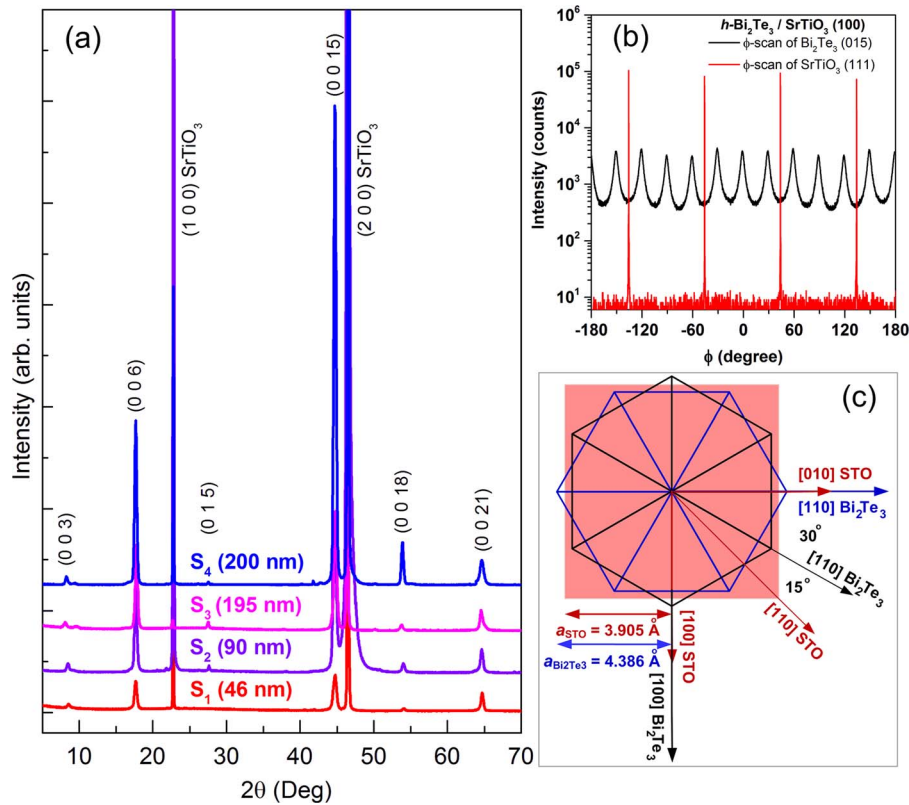 (a)
Intensity (arb. units)
(0 0 3)
(0 0 6)
(1 0 0) SrTiO3
(0 1 5)
(0 0 15)
(2 0 0) SrTiO3
(0 0 18)
(0 0 21)
S4 (200 nm)
S3 (195 nm)
S2 (90 nm)
S1 (46 nm)
10 20 30 40 50 60 70
2θ (Deg)
(b)
h-Bi2Te3 / SrTiO3 (100)
ϕ-scan of Bi2Te3 (015)
ϕ-scan of SrTiO3 (111)
Intensity (counts)
10^6
10^5
10^4
10^3
10^2
10^1
-180 -120 -60 0 60 120 180
ϕ (degree)
(c)
[010] STO
[110] Bi2Te3
30°
[110] Bi2Te3
15°
[110] STO
aSTO = 3.905 Å
aBi2Te3 = 4.386 Å
[100] STO
[100] Bi2Te3